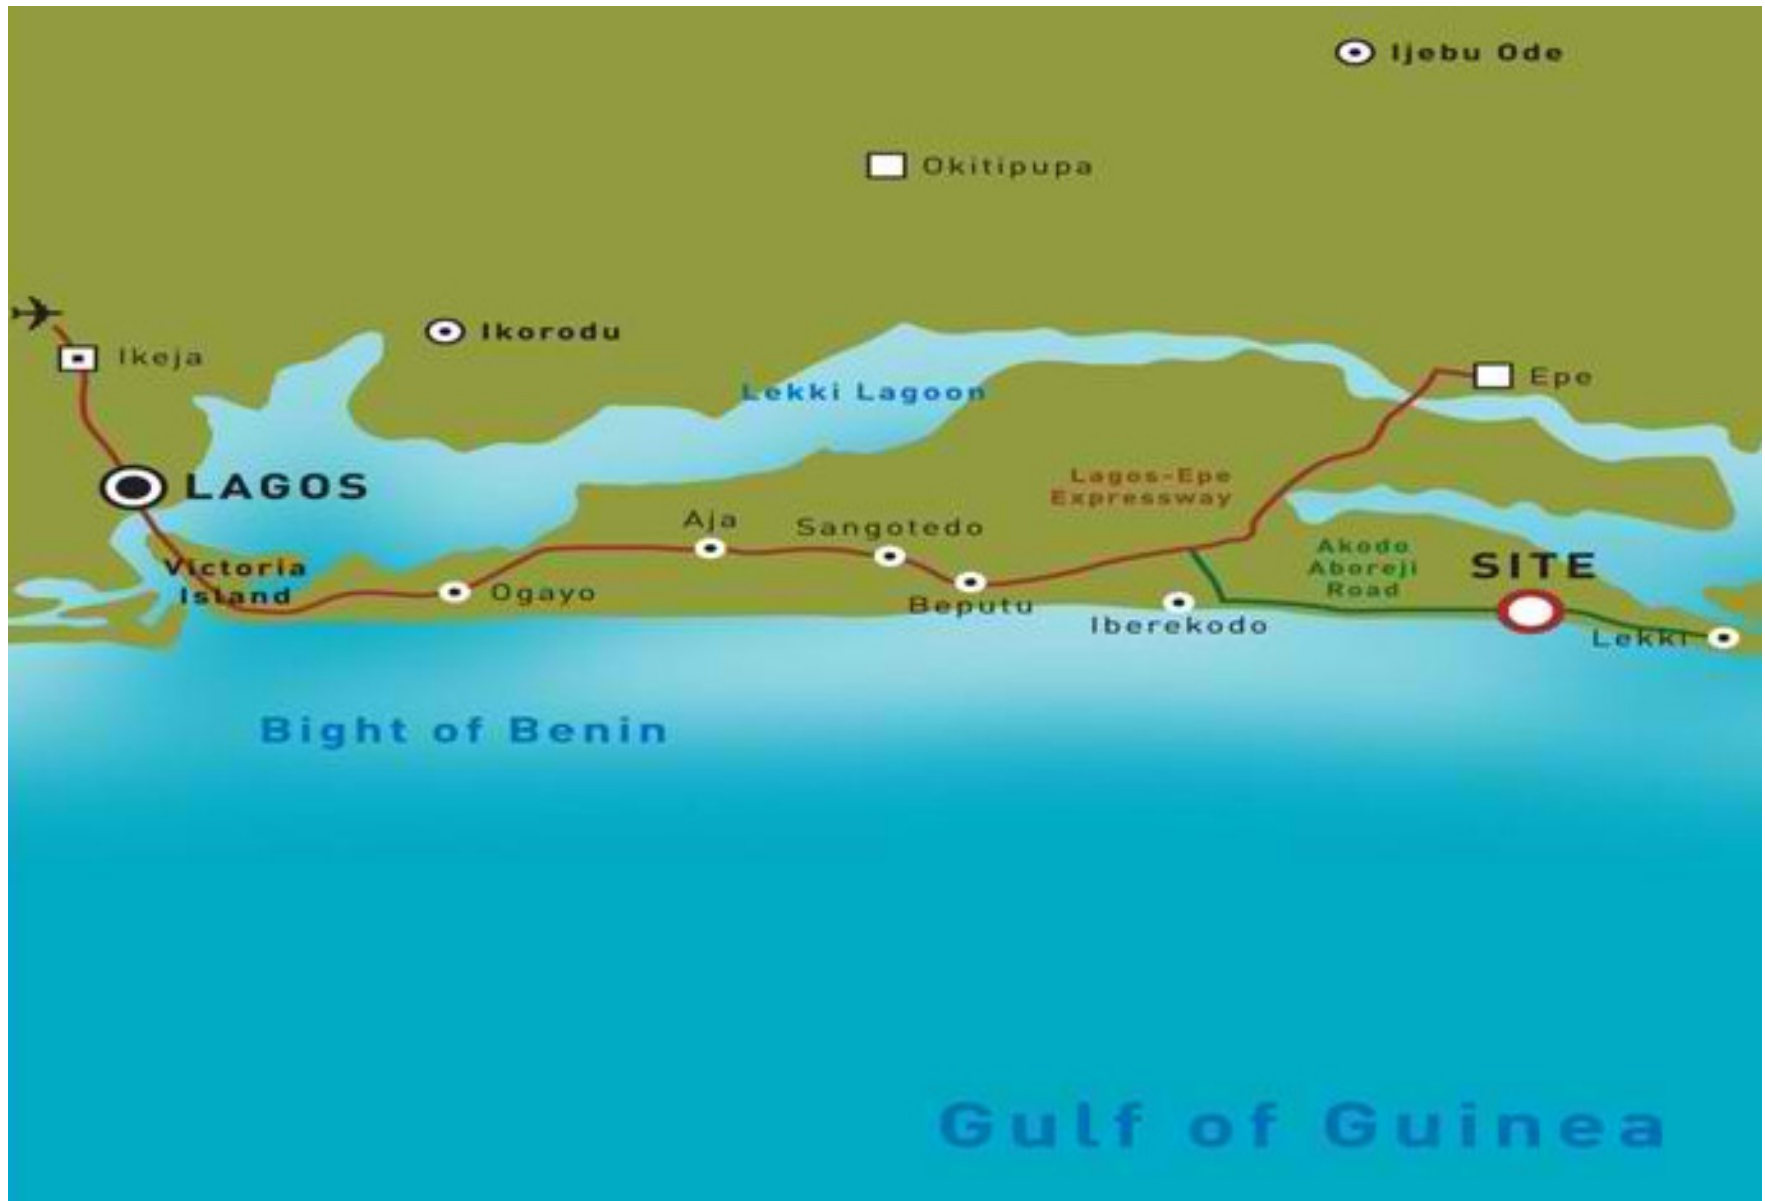 Ijebu Ode
Okitipupa
Ikorodu
Ikeja
Epe
Lekki Lagoon
LAGOS
Lagos-Epe
Expressway
Aja
Sangotedo
Akodo
Aboreji
Road
SITE
Victoria
Island
Ogayo
Beputu
Iberekodo
Lekki
Bight of Benin
Gulf of Guinea